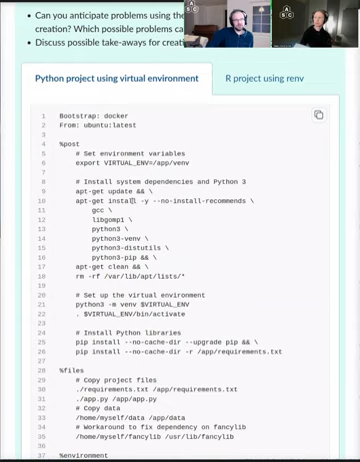 • Can you anticipate problems using the
creation? Which possible problems ca
• Discuss possible take-aways for creati
Python project using virtual environment
R project using renv
1 Bootstrap: docker
2 From: ubuntu:latest
3
4 %post
5 # Set environment variables
6 export VIRTUAL_ENV=/app/venv
7
8 # Install system dependencies and Python 3
9 apt-get update && \
10 apt-get install -y --no-install-recommends \
11 gcc \
12 libgomp1 \
13 python3 \
14 python3-venv \
15 python3-distutils \
16 python3-pip && \
17 apt-get clean && \
18 rm -rf /var/lib/apt/lists/*
19
20 # Set up the virtual environment
21 python3 -m venv $VIRTUAL_ENV
22 . $VIRTUAL_ENV/bin/activate
23
24 # Install Python libraries
25 pip install --no-cache-dir --upgrade pip && \
26 pip install --no-cache-dir -r /app/requirements.txt
27
28 %files
29 # Copy project files
30 ./requirements.txt /app/requirements.txt
31 ./app.py /app/app.py
32 # Copy data
33 /home/myself/data /app/data
34 # Workaround to fix dependency on fancylib
35 /home/myself/fancylib /usr/lib/fancylib
36
37 %environment